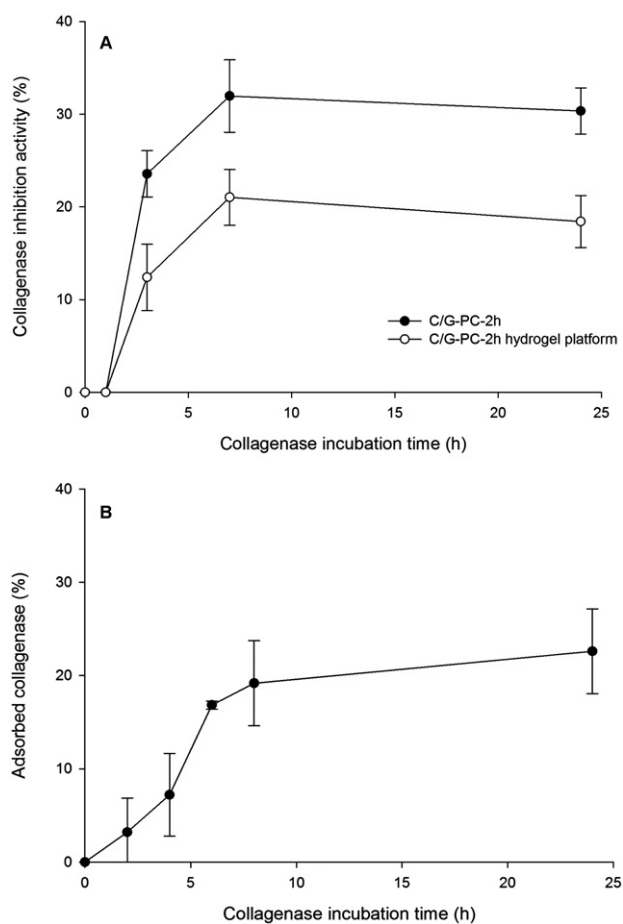 40
A
30
20
10
0
Collagenase inhibition activity (%)
C/G-PC-2h
C/G-PC-2h hydrogel platform
0 5 10 15 20 25
Collagenase incubation time (h)
40
B
30
20
10
0
Adsorbed collagenase (%)
0 5 10 15 20 25
Collagenase incubation time (h)